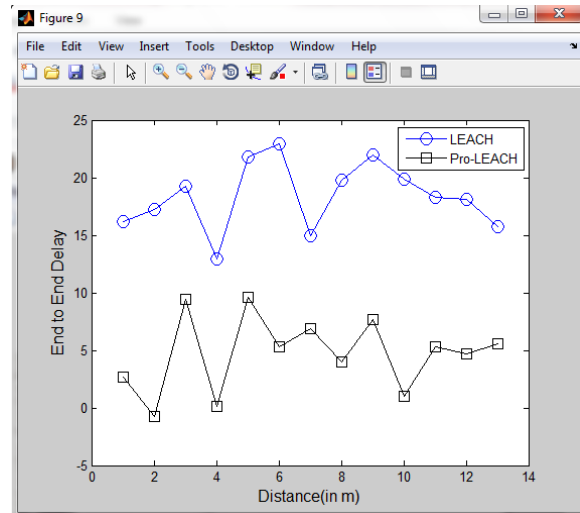 Figure 9
File Edit View Insert Tools Desktop Window Help
25
20
15
10
5
0
-5
End to End Delay
LEACH
Pro-LEACH
0 2 4 6 8 10 12 14
Distance(in m)